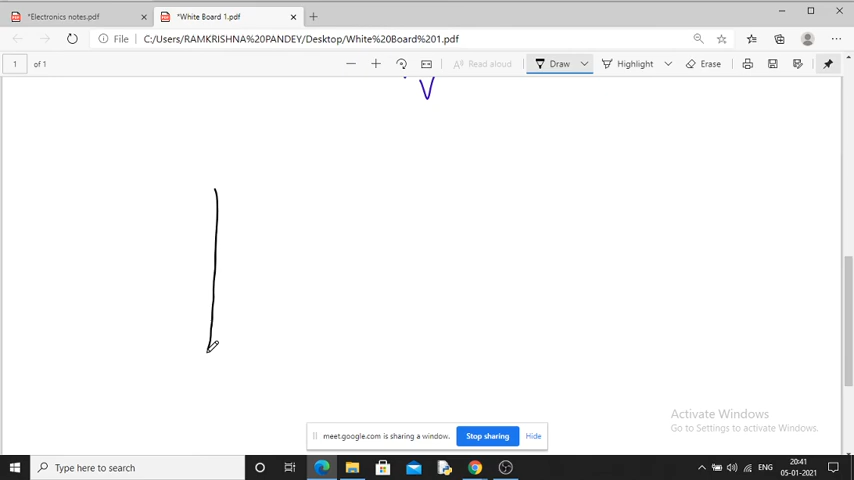 *Electronics notes.pdf
*White Board 1.pdf
File C:/Users/RAMKRISHNA%20PANDEY/Desktop/White%20Board%201.pdf
1 of 1 Read aloud Draw Highlight Erase
V
Activate Windows
Go to Settings to activate Windows.
meet.google.com is sharing a window. Stop sharing Hide
Type here to search
ENG
20:41
05-01-2021